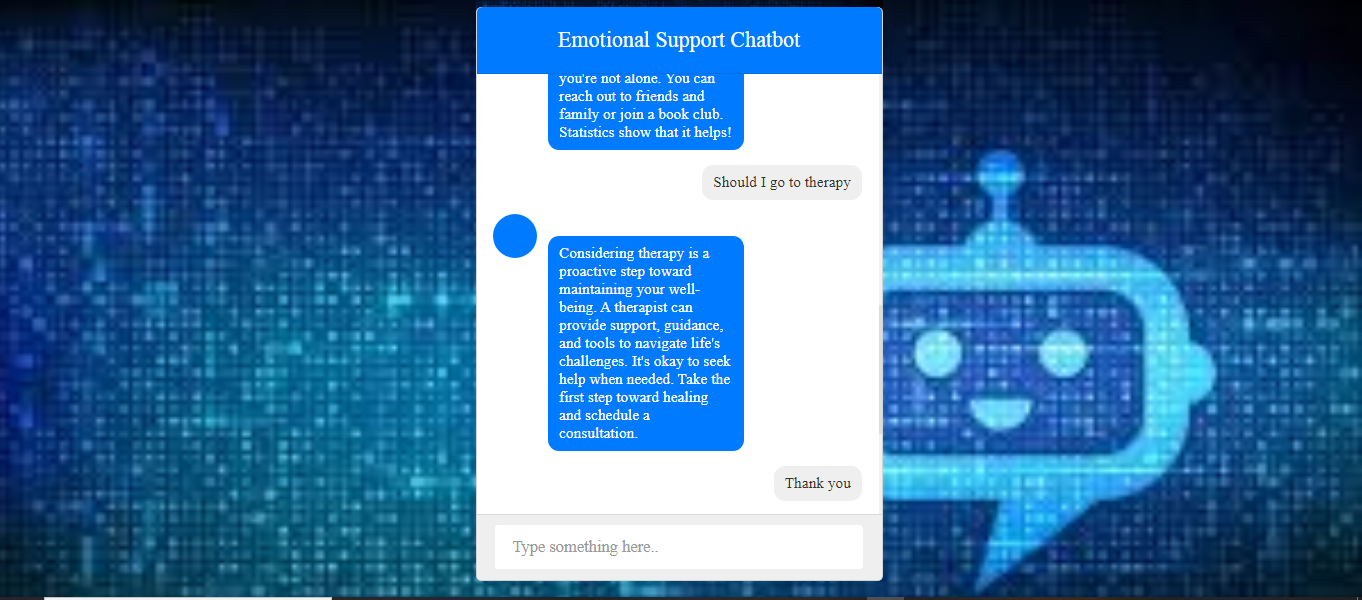 Emotional Support Chatbot
you're not alone. You can
reach out to friends and
family or join a book club.
Statistics show that it helps!
Should I go to therapy
Considering therapy is a
proactive step toward
maintaining your well-
being. A therapist can
provide support, guidance,
and tools to navigate life's
challenges. It's okay to seek
help when needed. Take the
first step toward healing
and schedule a
consultation.
Thank you
Type something here..